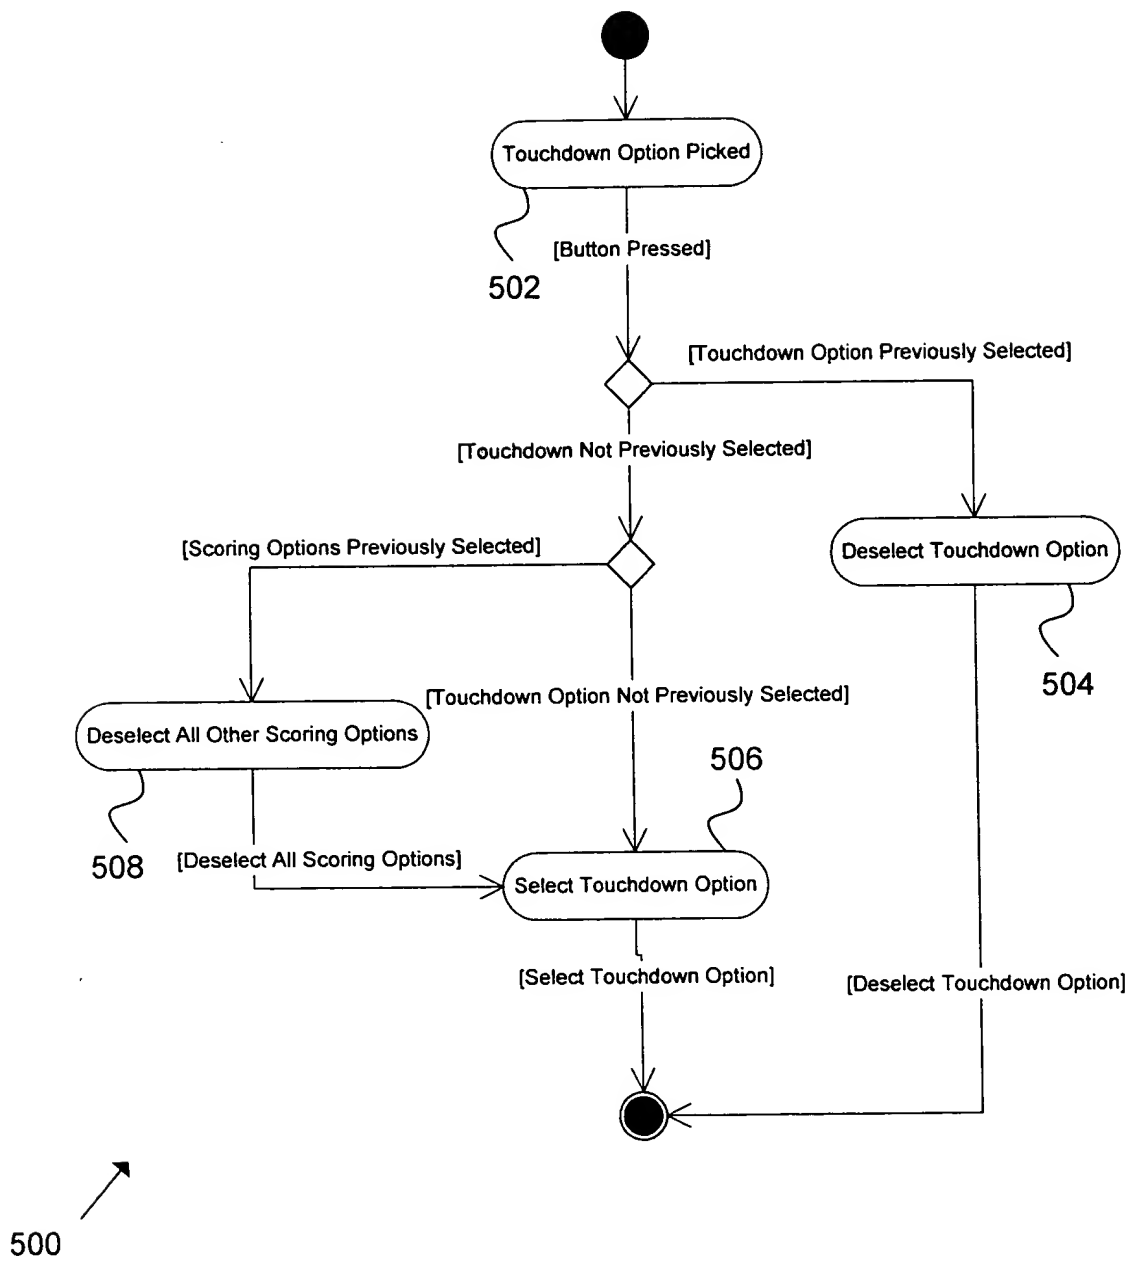 Touchdown Option Picked
[Button Pressed]
502
[Touchdown Option Previously Selected]
[Touchdown Not Previously Selected]
[Scoring Options Previously Selected]
Deselect Touchdown Option
504
[Touchdown Option Not Previously Selected]
Deselect All Other Scoring Options
506
508
[Deselect All Scoring Options]
Select Touchdown Option
[Select Touchdown Option]
[Deselect Touchdown Option]
500